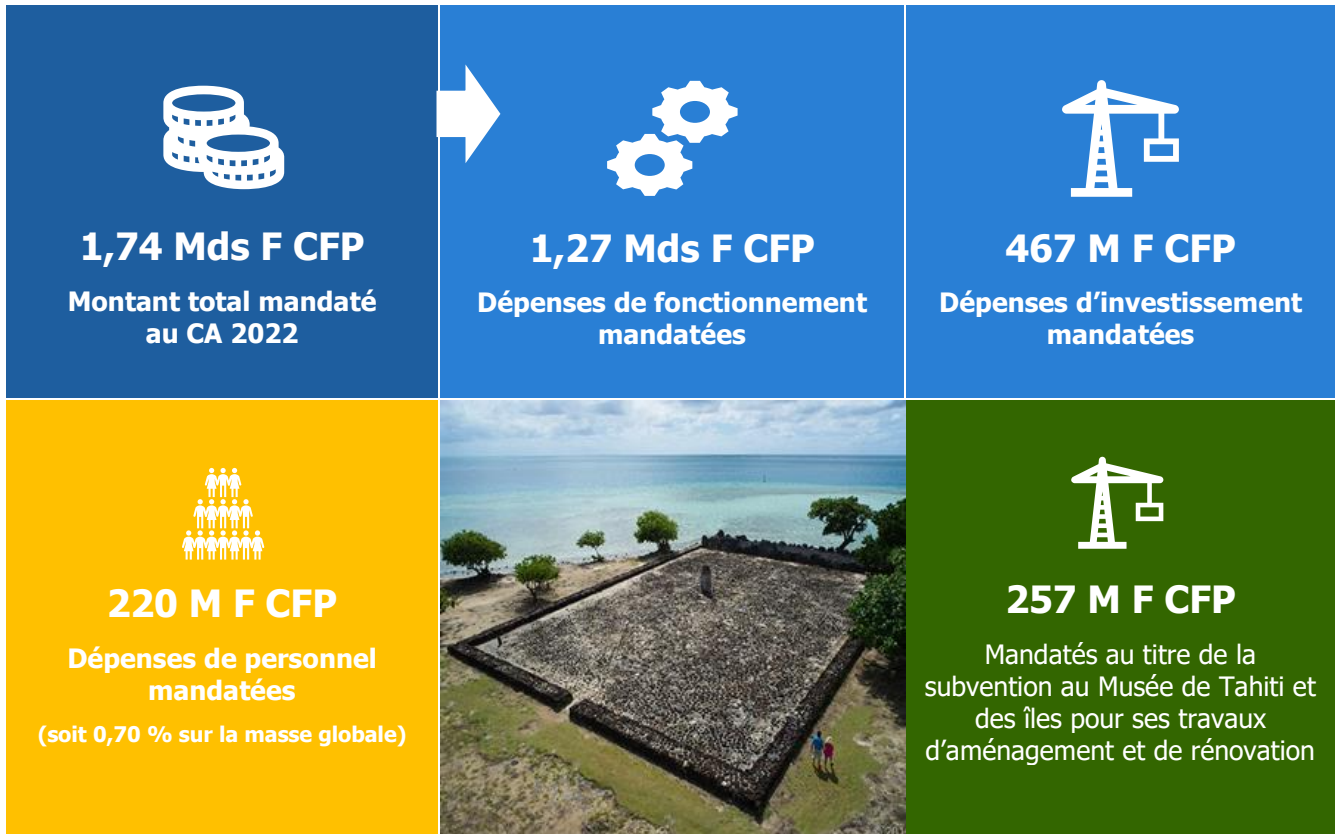 1,74 Mds F CFP
Montant total mandaté
au CA 2022
1,27 Mds F CFP
Dépenses de fonctionnement
mandatées
467 M F CFP
Dépenses d’investissement
mandatées
220 M F CFP
Dépenses de personnel
mandatées
(soit 0,70 % sur la masse globale)
257 M F CFP
Mandatés au titre de la
subvention au Musée de Tahiti et
des îles pour ses travaux
d’aménagement et de rénovation